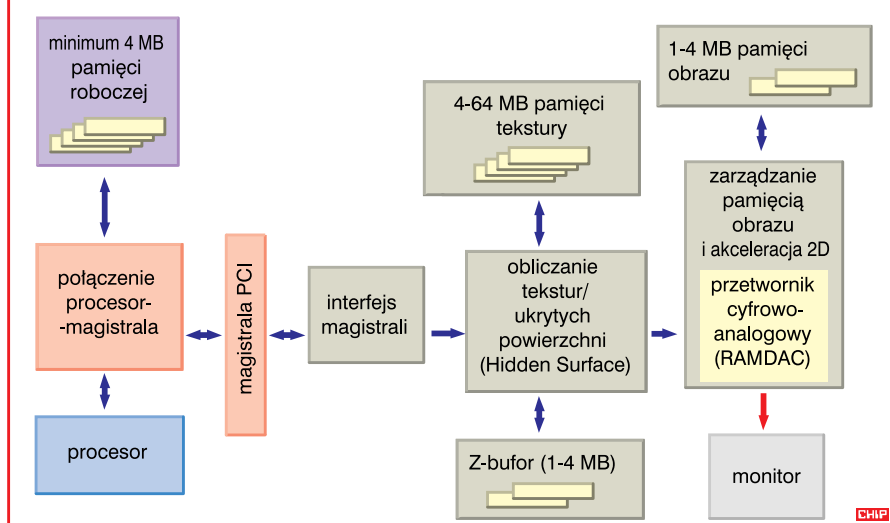 minimum 4 MB
pamięci
roboczej
połączenie
procesor-
-magistrala
procesor
magistrala PCI
interfejs
magistrali
4-64 MB pamięci
tekstury
obliczanie
tekstur/
ukrytych
powierzchni
(Hidden Surface)
Z-bufor (1-4 MB)
1-4 MB pamięci
obrazu
zarządzanie
pamięcią
obrazu
i akceleracja 2D
przetwornik
cyfrowo-
analogowy
(RAMDAC)
monitor
CHIP